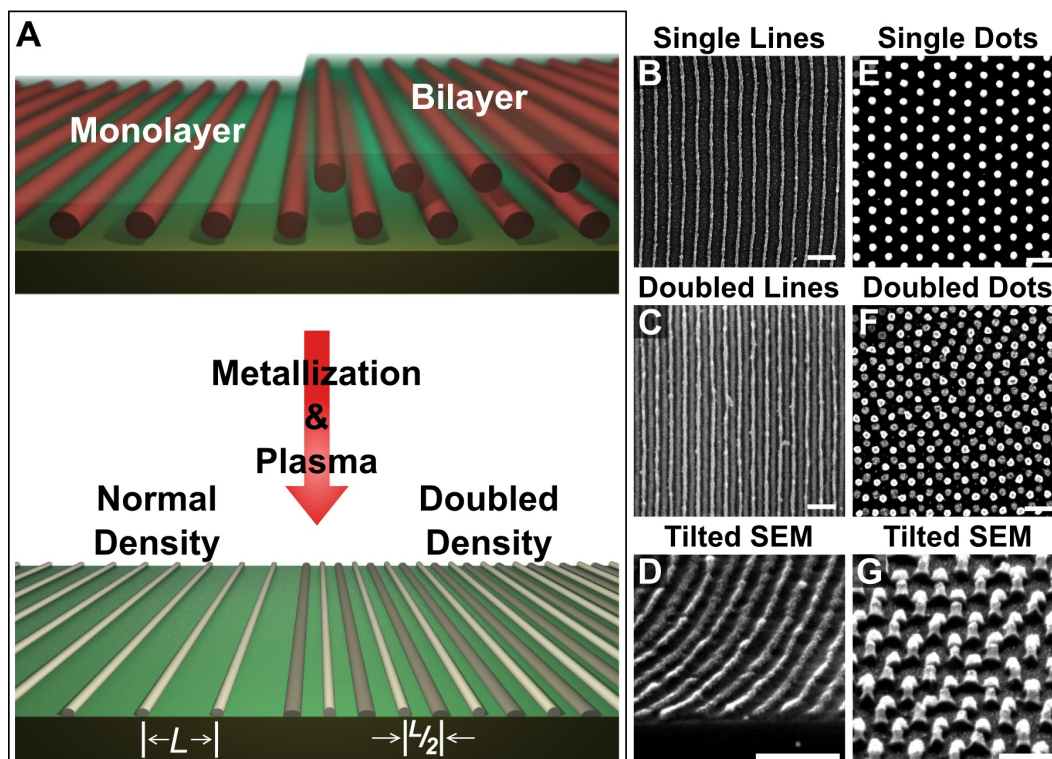 A
Monolayer
Bilayer
Metallization
&
Plasma
Normal
Density
Doubled
Density
L
L/2
Single Lines
B
Single Dots
E
Doubled Lines
C
Doubled Dots
F
Tilted SEM
D
Tilted SEM
G